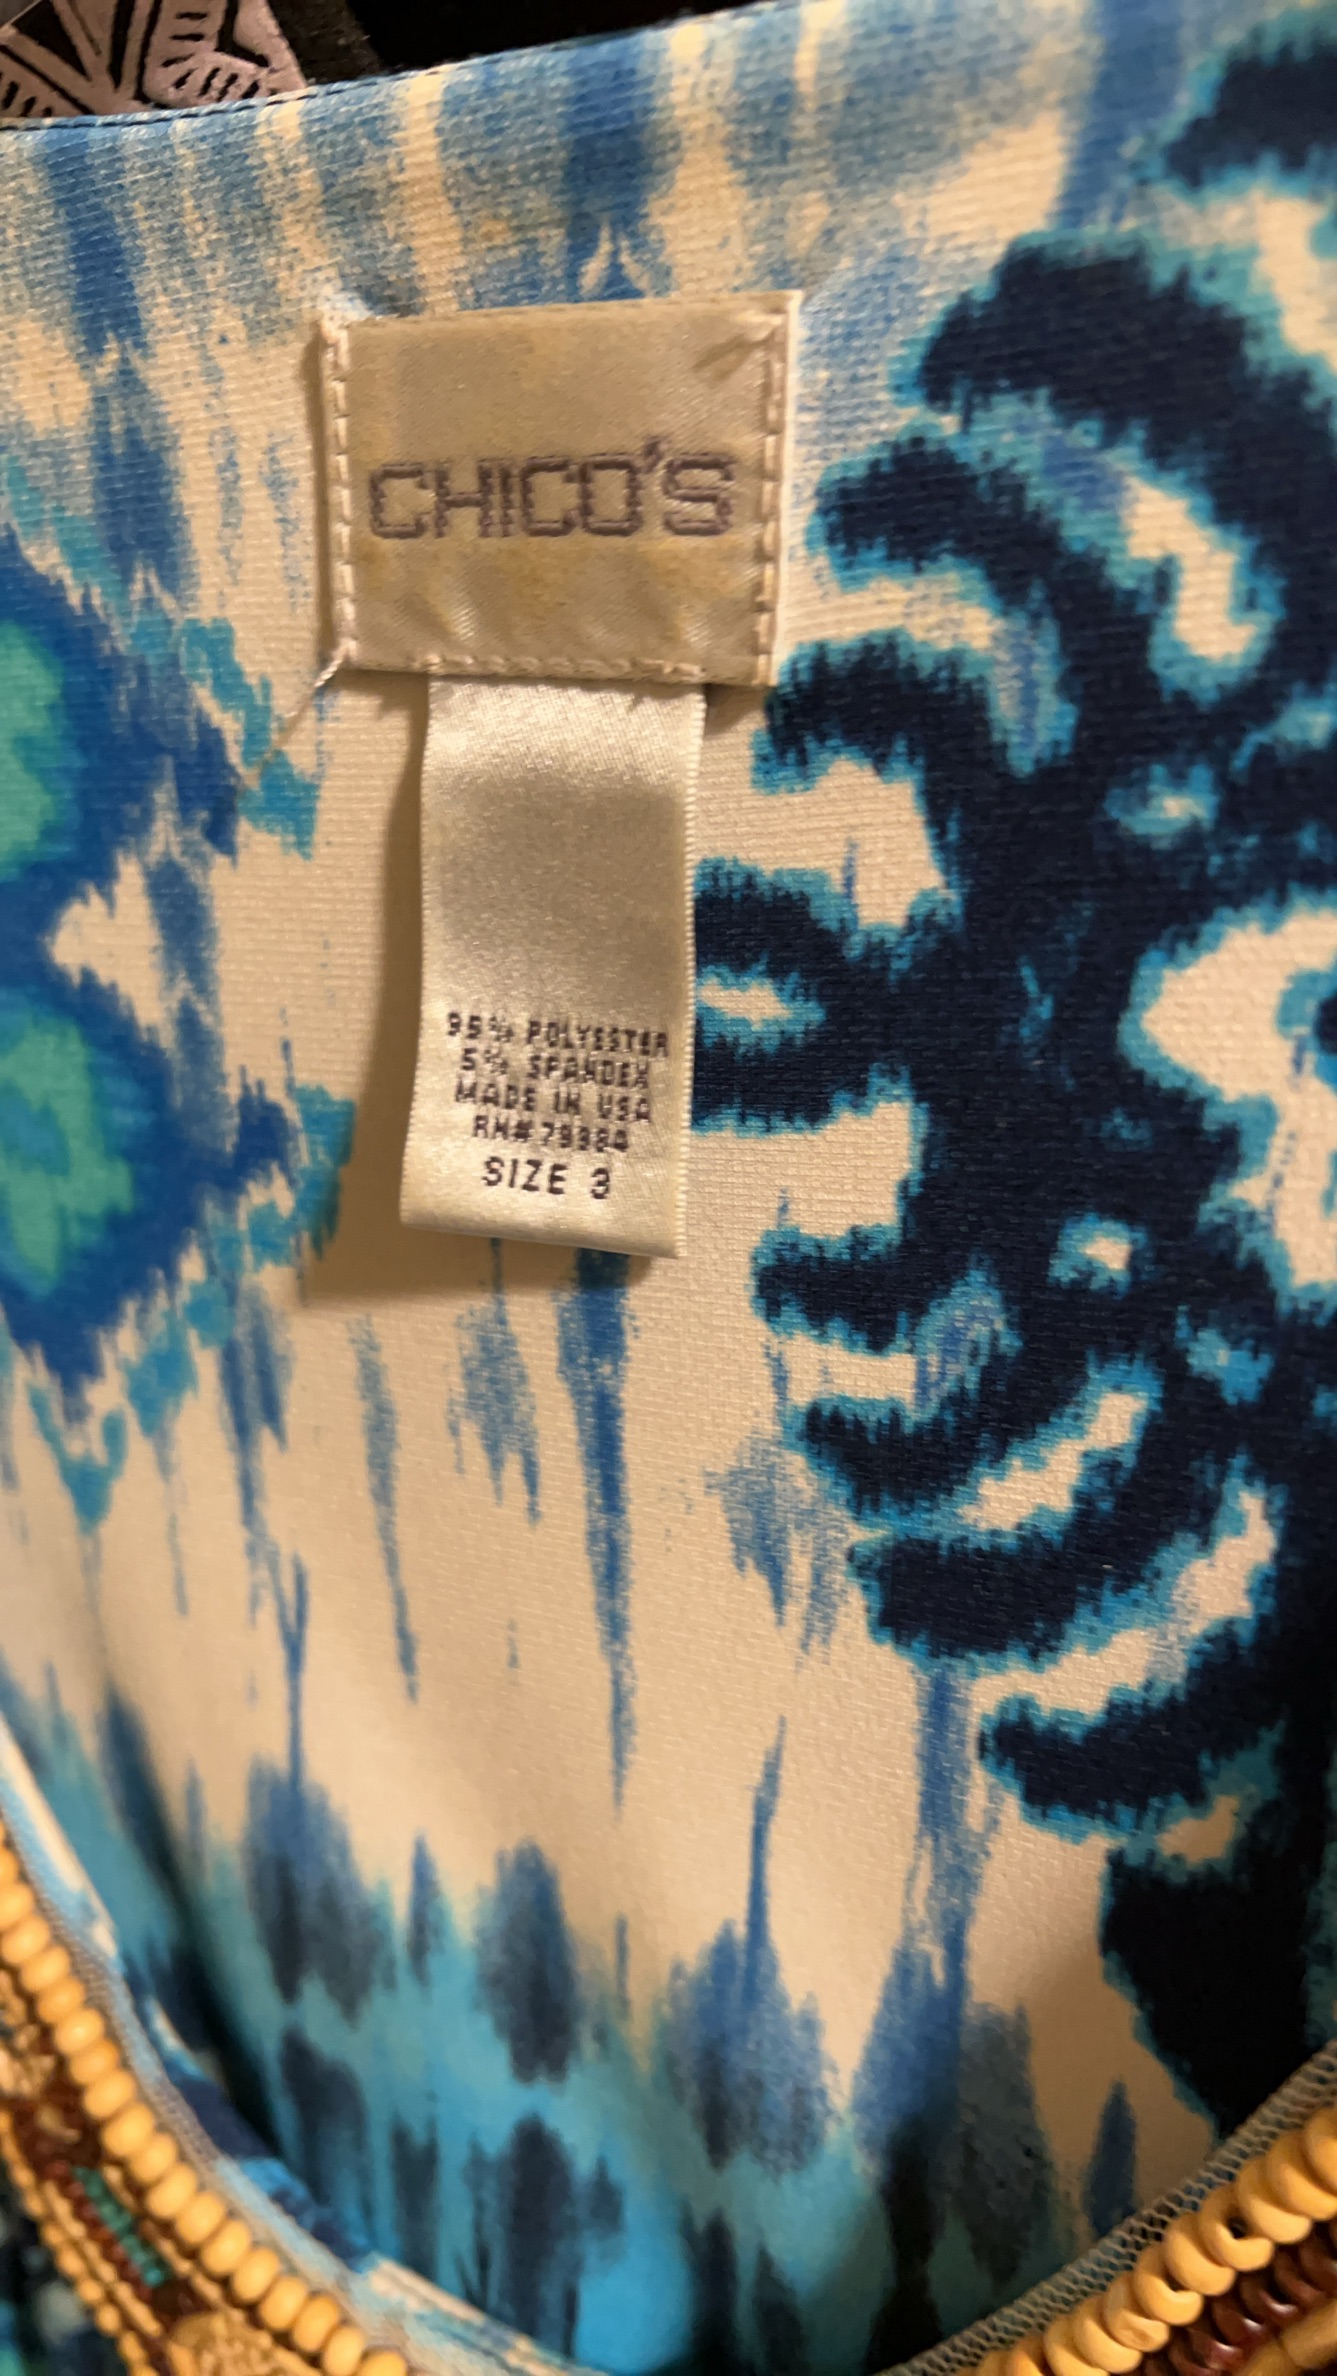 CHICO'S
95% POLYESTER
5% SPANDEX
MADE IN USA
RN# 79384
SIZE 3